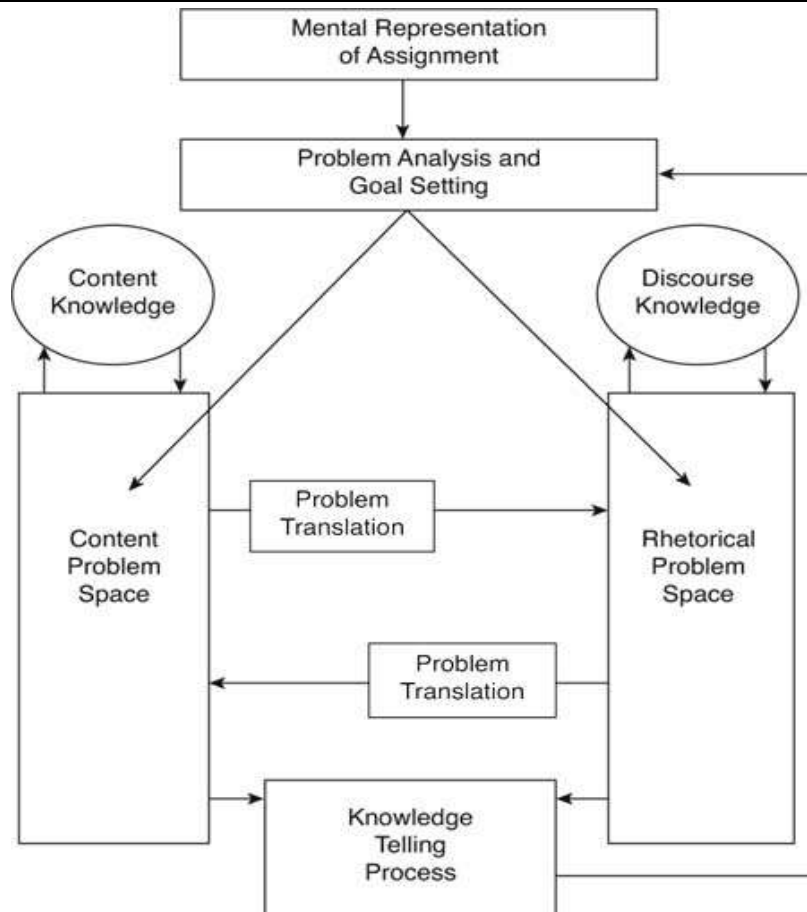 Mental Representation
of Assignment
Problem Analysis and
Goal Setting
Content
Knowledge
Discourse
Knowledge
Problem
Translation
Content
Problem
Space
Rhetorical
Problem
Space
Problem
Translation
Knowledge
Telling
Process